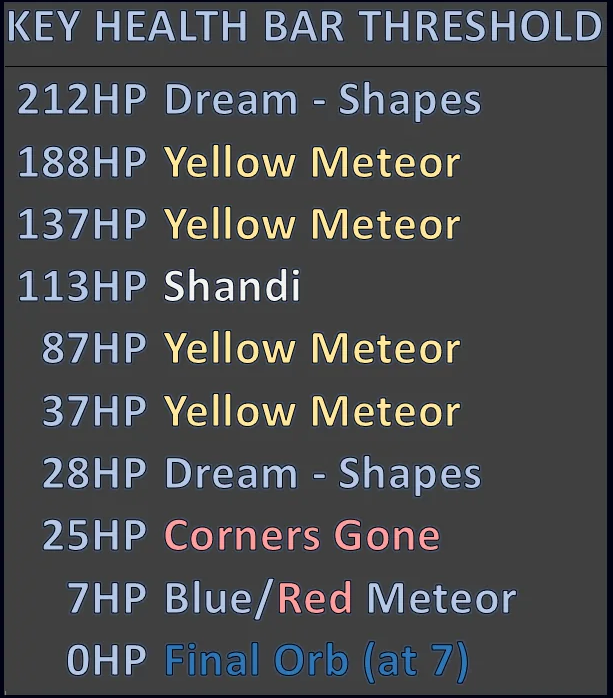 KEY HEALTH BAR THRESHOLD
212HP Dream - Shapes
188HP Yellow Meteor
137HP Yellow Meteor
113HP Shandi
87HP Yellow Meteor
37HP Yellow Meteor
28HP Dream - Shapes
25HP Corners Gone
7HP Blue/Red Meteor
0HP Final Orb (at 7)